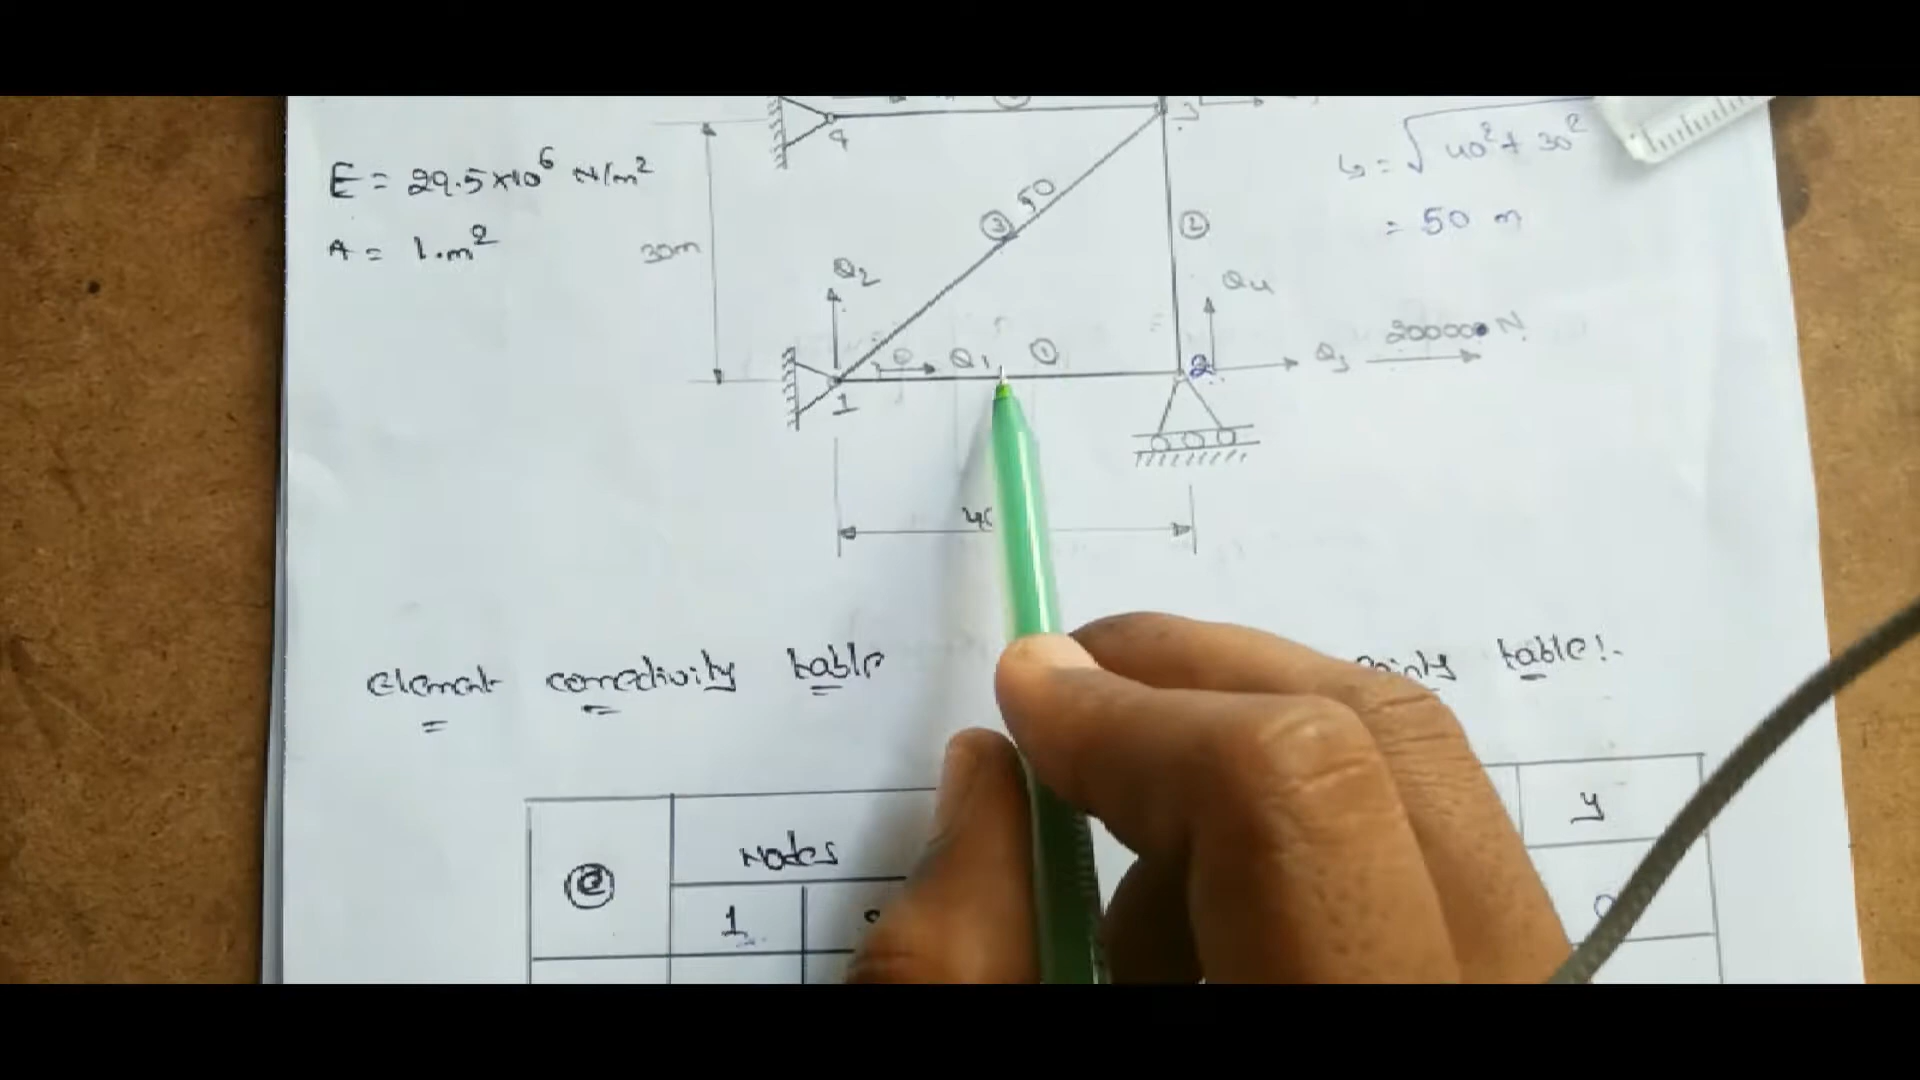 4
E = 29.5×10⁶ N/m²
A = 1.m²
30m
= √40²+30²
= 50 m
3
50
2
Q2
Q4
Q1
1
2
Q3
20000 N
1
element connectivity table
table:-
e
Nodes
1
y